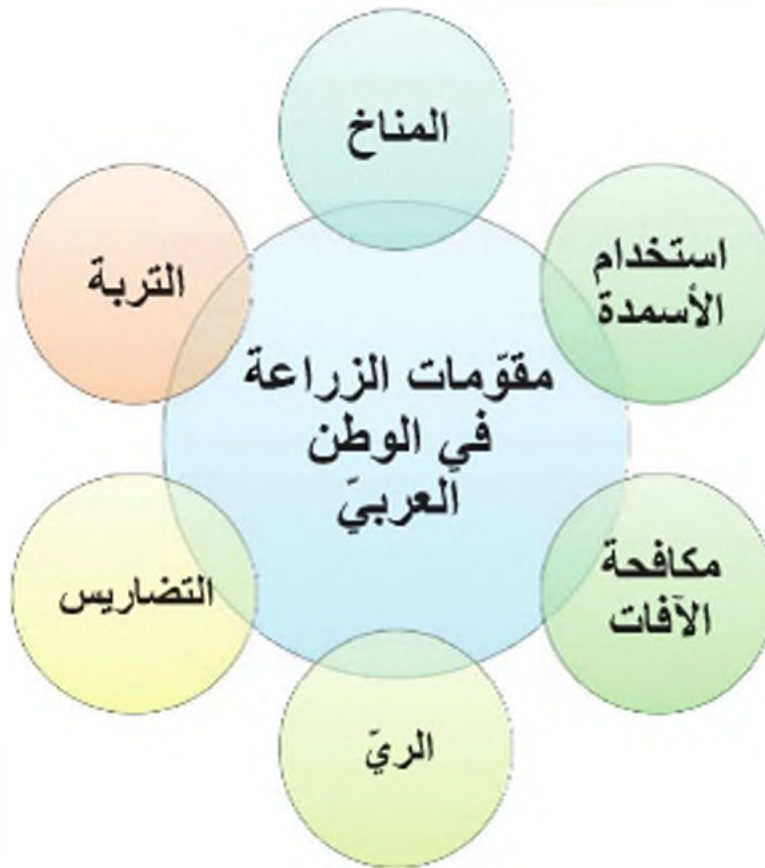 المناخ
استخدام
الأسمدة
التربة
مقوّمات الزراعة
في الوطن
العربيّ
مكافحة
الآفات
التضاريس
الريّ